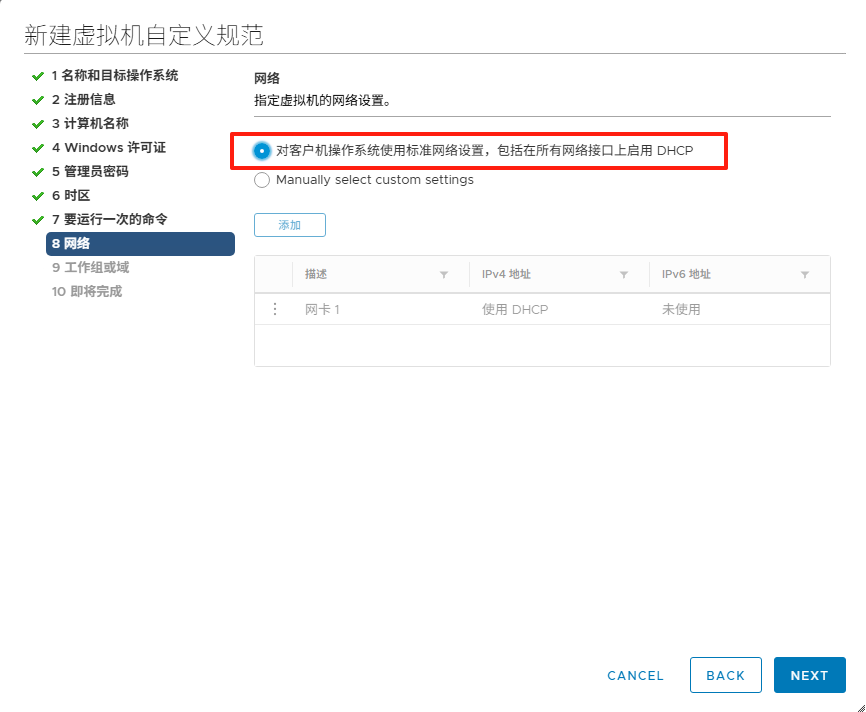 新建虚拟机自定义规范
1 名称和目标操作系统
2 注册信息
3 计算机名称
4 Windows 许可证
5 管理员密码
6 时区
7 要运行一次的命令
8 网络
9 工作组或域
10 即将完成
网络
指定虚拟机的网络设置。
对客户机操作系统使用标准网络设置，包括在所有网络接口上启用 DHCP
Manually select custom settings
添加
描述 IPv4 地址 IPv6 地址
网卡 1 使用 DHCP 未使用
CANCEL BACK NEXT